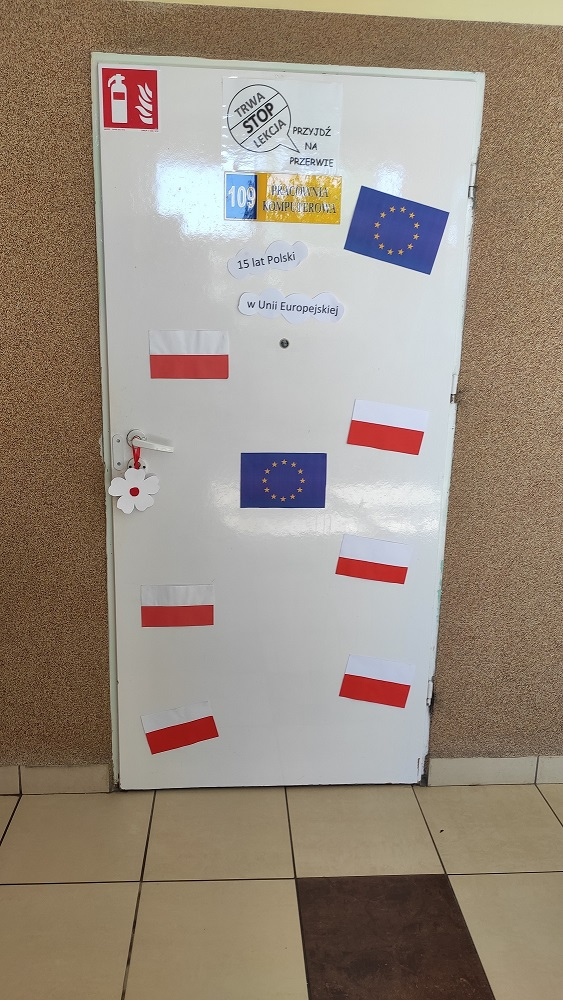 TRWA
STOP
LEKCJA
PRZYJDŹ
NA
PRZERWIE
109
PRACOWNIA
KOMPUTEROWA
15 lat Polski
w Unii Europejskiej